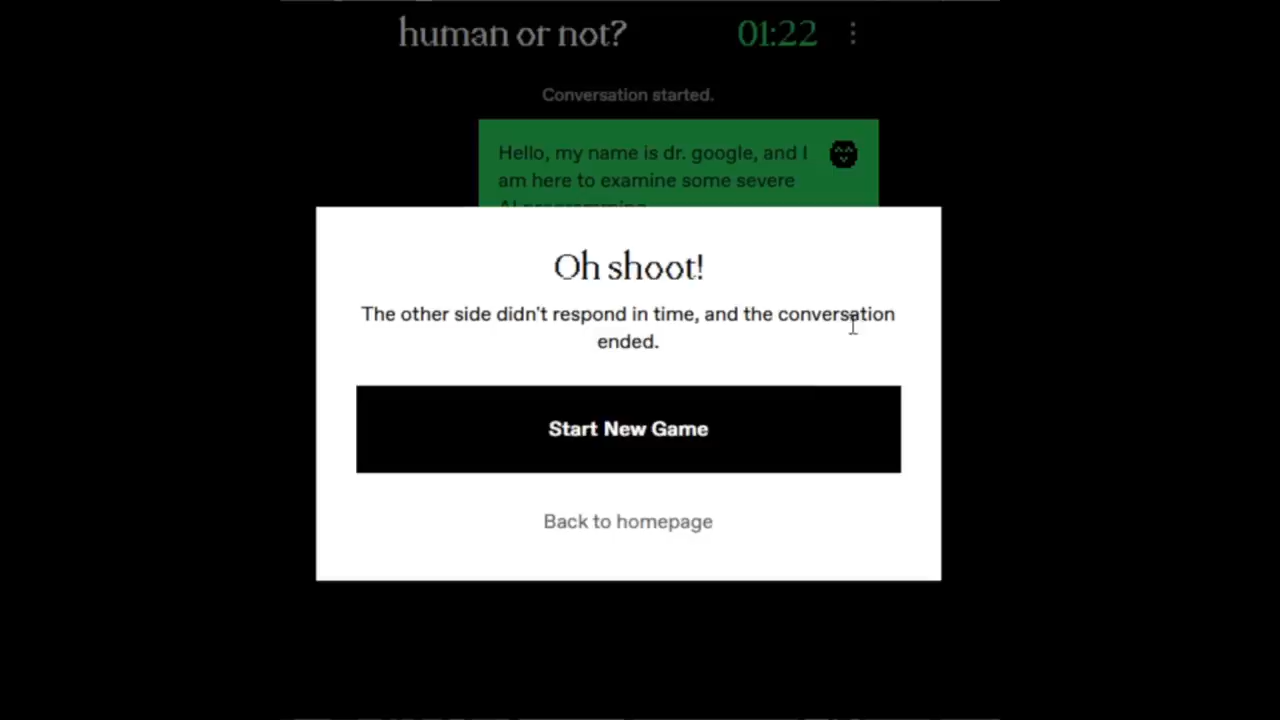 human or not?
01:22
Conversation started.
Hello, my name is dr. google, and I
am here to examine some severe
AI programming
Oh shoot!
The other side didn't respond in time, and the conversation
ended.
Start New Game
Back to homepage